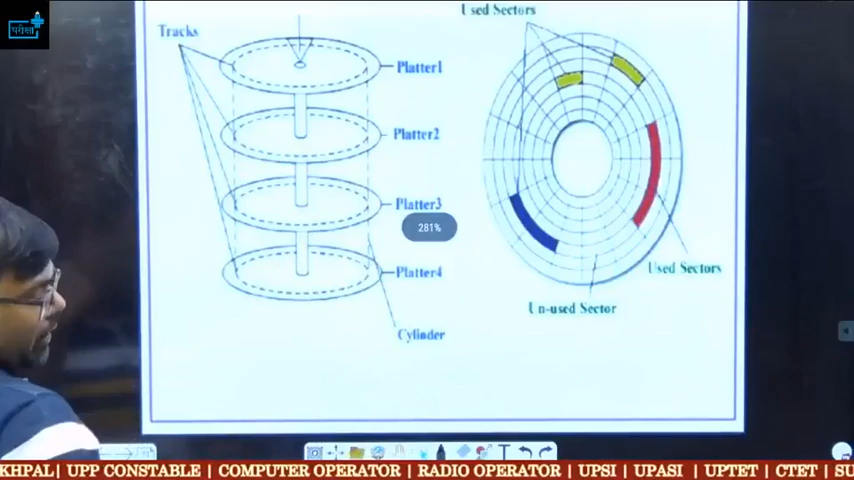 परीक्षा
Tracks
Platter1
Platter2
Platter3
Platter4
Cylinder
281%
Used Sectors
Used Sectors
Un-used Sector
KHPAL| UPP CONSTABLE | COMPUTER OPERATOR | RADIO OPERATOR | UPSI | UPASI | UPTET | CTET | SU